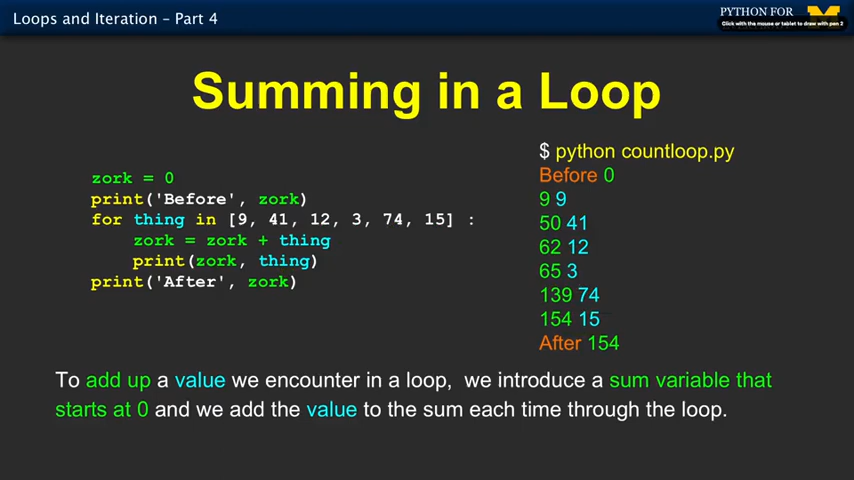 Loops and Iteration – Part 4
PYTHON FOR
Click with the mouse or tablet to draw with pen 2
Summing in a Loop
zork = 0
print('Before', zork)
for thing in [9, 41, 12, 3, 74, 15] :
    zork = zork + thing
    print(zork, thing)
print('After', zork)
$ python countloop.py
Before 0
9 9
50 41
62 12
65 3
139 74
154 15
After 154
To add up a value we encounter in a loop, we introduce a sum variable that
starts at 0 and we add the value to the sum each time through the loop.